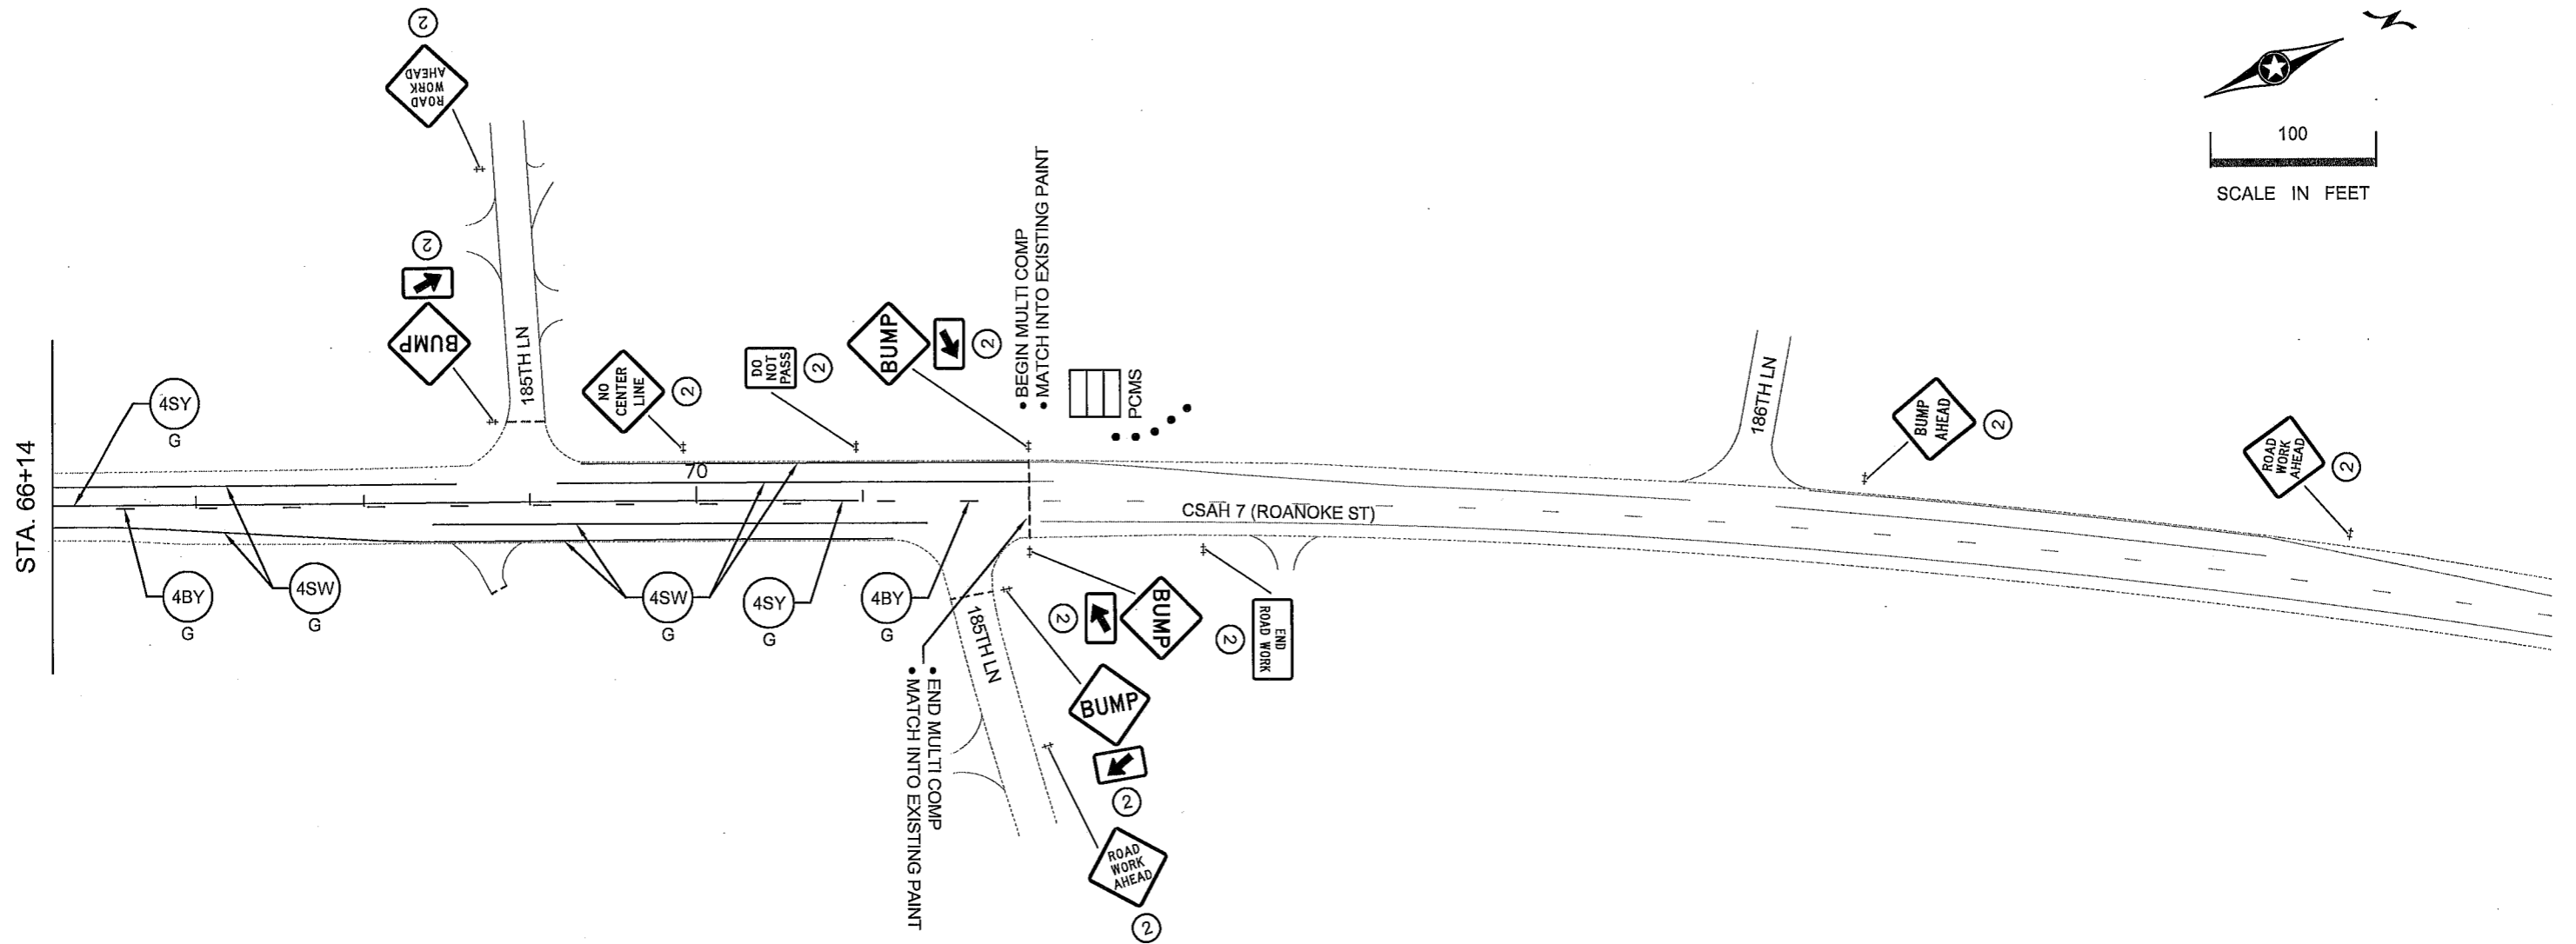 2
ROAD
WORK
AHEAD
2
BUMP
185TH LN
STA. 66+14
4SY
G
NO
CENTER
LINE
2
DO
NOT
PASS
2
BUMP
2
• BEGIN MULTI COMP
• MATCH INTO EXISTING PAINT
PCMS
100
SCALE IN FEET
186TH LN
BUMP
AHEAD
2
ROAD
WORK
AHEAD
2
70
CSAH 7 (ROANOKE ST)
4BY
G
4SW
G
4SW
G
4SY
G
4BY
G
185TH LN
• END MULTI COMP
• MATCH INTO EXISTING PAINT
2
BUMP
2
END
ROAD WORK
BUMP
2
ROAD
WORK
AHEAD
2